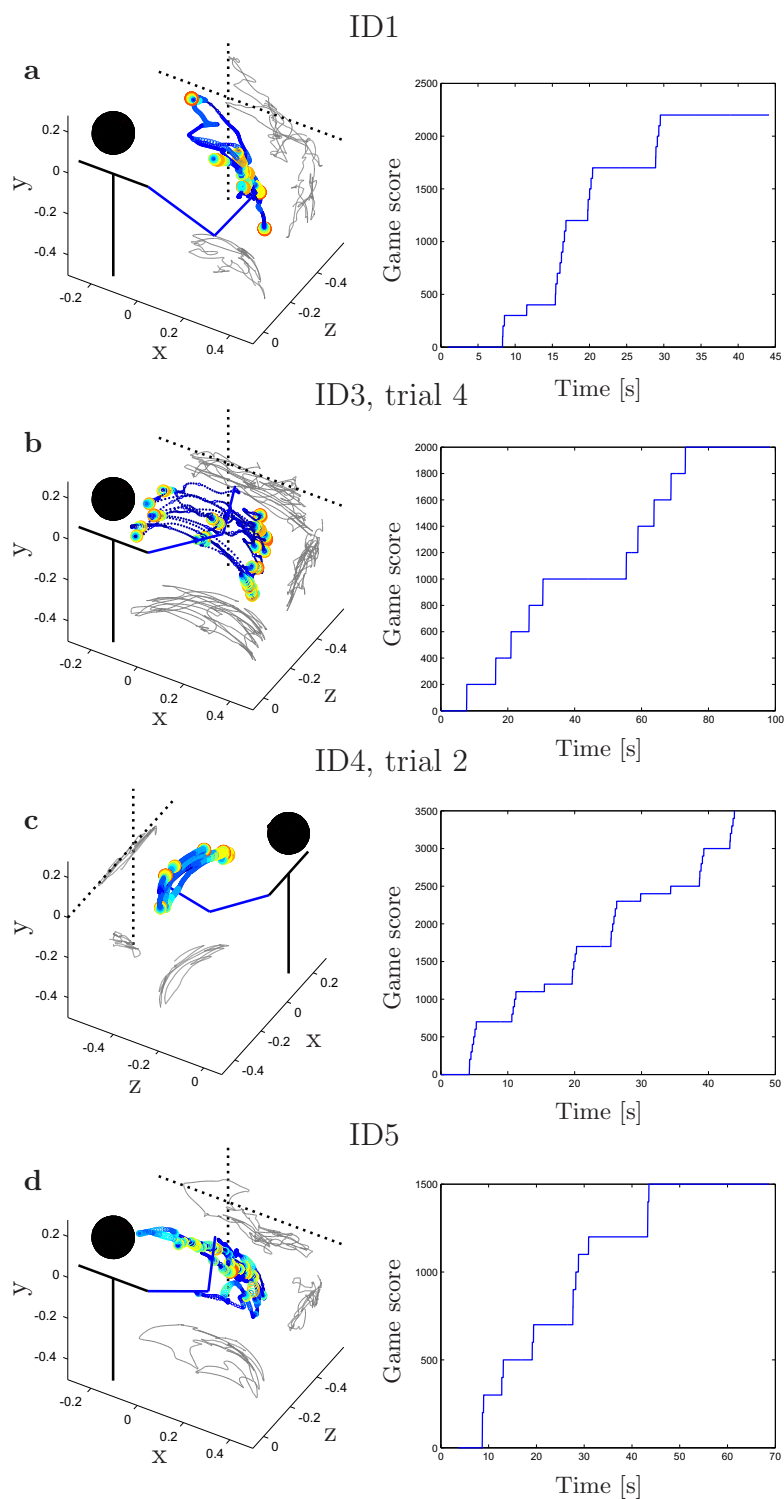 ID1
a
0.2
0
-0.2
-0.4
y
-0.2
0
0.2
0.4
x
-0.4
-0.2
0
z
2500
2000
1500
1000
500
0
Game score
0 5 10 15 20 25 30 35 40 45
Time [s]
ID3, trial 4
b
0.2
0
-0.2
-0.4
y
-0.2
0
0.2
0.4
x
-0.4
-0.2
0
z
2000
1800
1600
1400
1200
1000
800
600
400
200
0
Game score
0 20 40 60 80 100
Time [s]
ID4, trial 2
c
0.2
0
-0.2
-0.4
y
-0.4
-0.2
0
z
0.2
0
-0.2
-0.4
x
3500
3000
2500
2000
1500
1000
500
0
Game score
0 10 20 30 40 50
Time [s]
ID5
d
0.2
0
-0.2
-0.4
y
-0.2
0
0.2
0.4
x
-0.4
-0.2
0
z
1500
1000
500
0
Game score
0 10 20 30 40 50 60 70
Time [s]